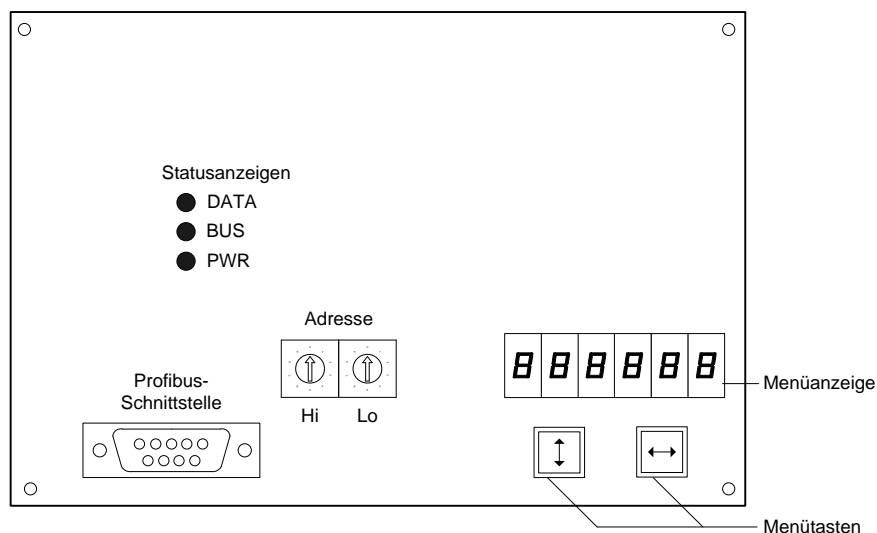 Statusanzeigen
DATA
BUS
PWR
Adresse
Hi Lo
Profibus-
Schnittstelle
888888
Menüanzeige
Menütasten